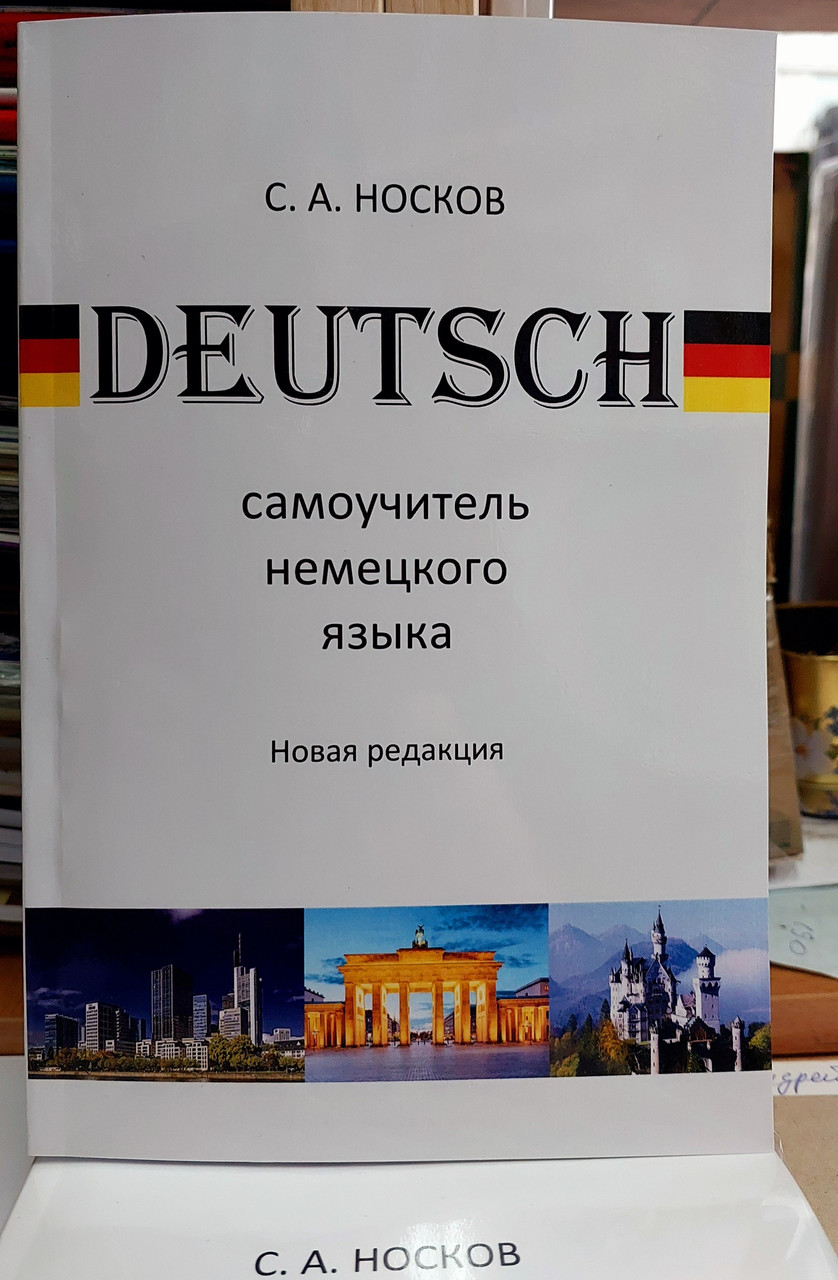 С. А. НОСКОВ
DEUTSCH
самоучитель
немецкого
языка
Новая редакция
С. А. НОСКОВ